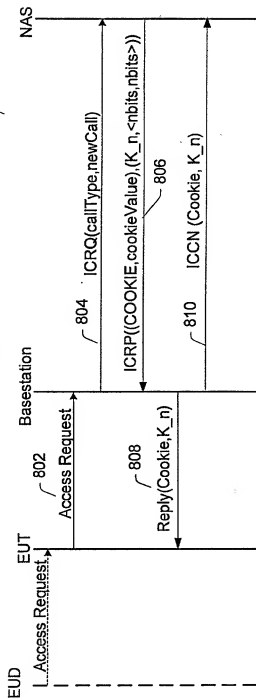 EUD
EUT
Basestation
NAS
Access Request
802
Access Request
804
ICRQ(callType,newCall)
ICRP((COOKIE,cookieValue),(K_n,<nbits,nbits>))
806
808
Reply(Cookie,K_n)
810
ICCN (Cookie, K_n)